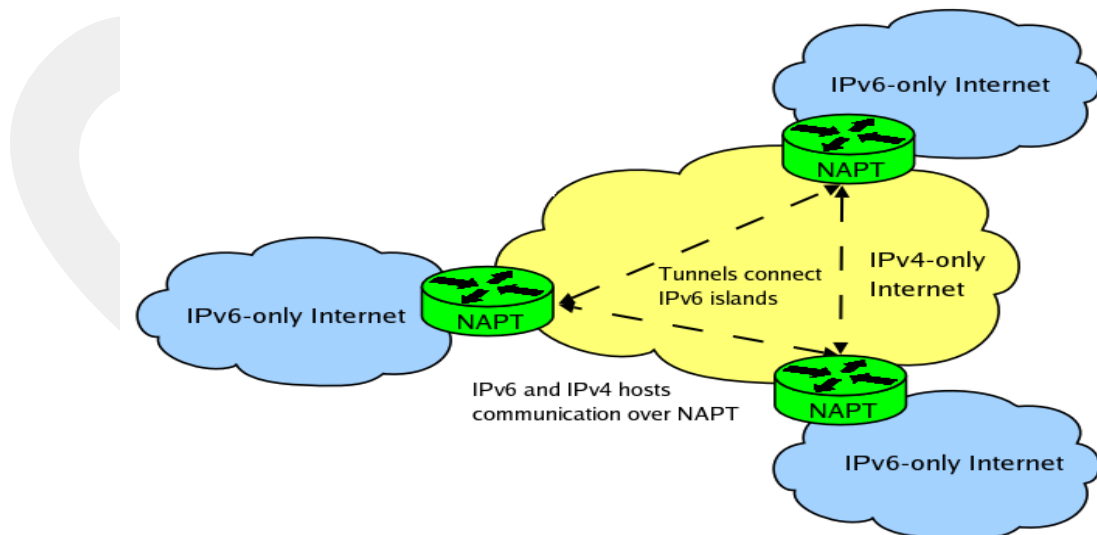 IPv6-only Internet
NAPT
IPv4-only
Internet
Tunnels connect
IPv6 islands
IPv6-only Internet
NAPT
IPv6 and IPv4 hosts
communication over NAPT
NAPT
IPv6-only Internet